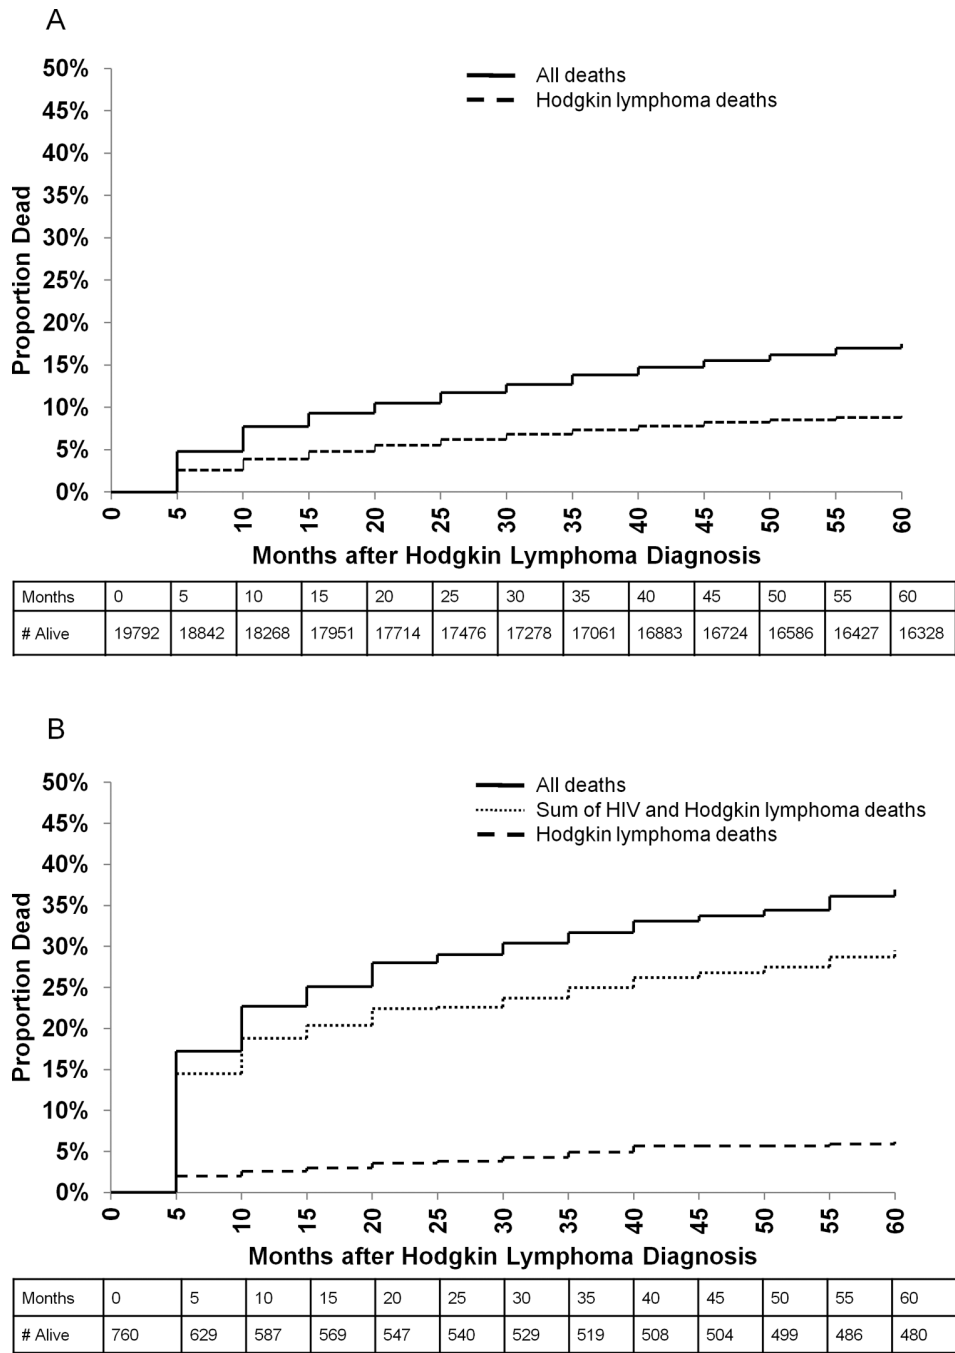 A
50%
45%
40%
35%
30%
25%
20%
15%
10%
5%
0%
Proportion Dead
All deaths
Hodgkin lymphoma deaths
0 5 10 15 20 25 30 35 40 45 50 55 60
Months after Hodgkin Lymphoma Diagnosis
Months 0 5 10 15 20 25 30 35 40 45 50 55 60
# Alive 19792 18842 18268 17951 17714 17476 17278 17061 16883 16724 16586 16427 16328
B
50%
45%
40%
35%
30%
25%
20%
15%
10%
5%
0%
Proportion Dead
All deaths
Sum of HIV and Hodgkin lymphoma deaths
Hodgkin lymphoma deaths
0 5 10 15 20 25 30 35 40 45 50 55 60
Months after Hodgkin Lymphoma Diagnosis
Months 0 5 10 15 20 25 30 35 40 45 50 55 60
# Alive 760 629 587 569 547 540 529 519 508 504 499 486 480